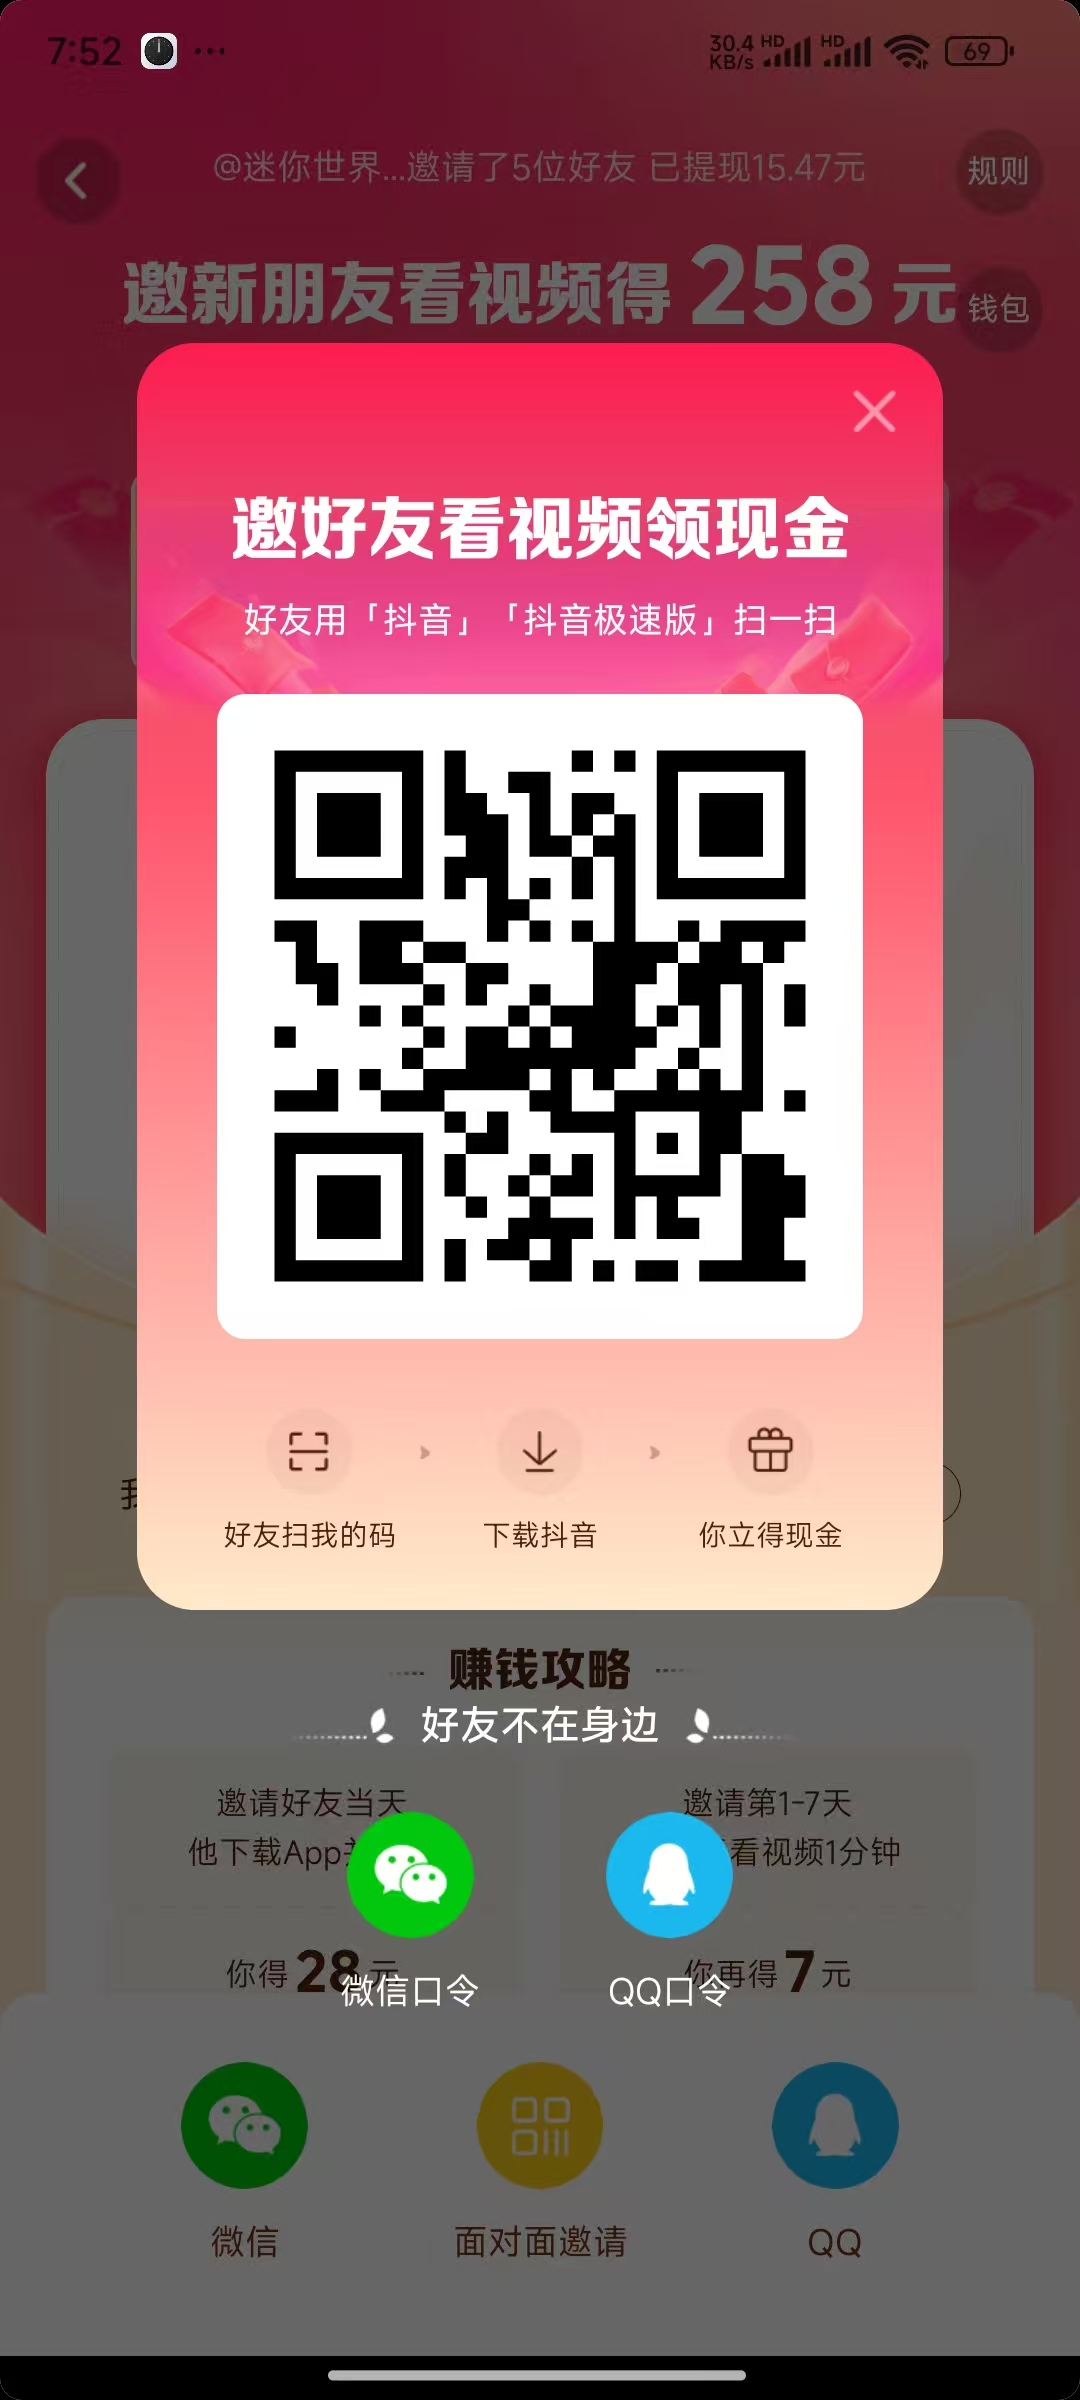 7:52
30.4 KB/s HD HD 69
@迷你世界...邀请了5位好友 已提现15.47元
规则
邀新朋友看视频得258元
钱包
邀好友看视频领现金
好友用「抖音」「抖音极速版」扫一扫
好友扫我的码
下载抖音
你立得现金
赚钱攻略
好友不在身边
邀请好友当天
他下载App
邀请第1-7天
看视频1分钟
你得28元
你再得7元
微信口令
QQ口令
微信
面对面邀请
QQ